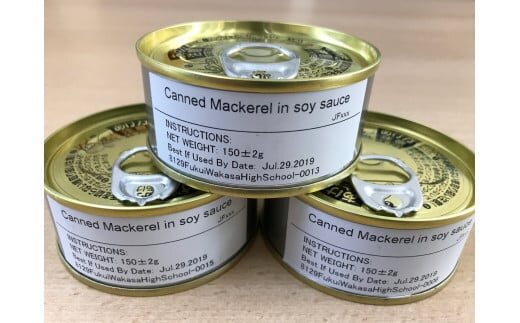 Canned Mackerel in soy sauce
JFxxx
INSTRUCTIONS:
NET WEIGHT: 150±2g
Best If Used By Date: Jul.29.2019
8129FukuiWakasaHighSchool-0013
Canned Mackerel in soy sauce
INSTRUCTIONS:
NET WEIGHT: 150±2g
Best If Used By Date: Jul.29.2019
8129FukuiWakasaHighSchool-0015
Canned Mackerel in soy sauce
JFxxx
INSTRUCTIONS:
NET WEIGHT: 150±2g
Best If Used By Date: Jul.29.2019